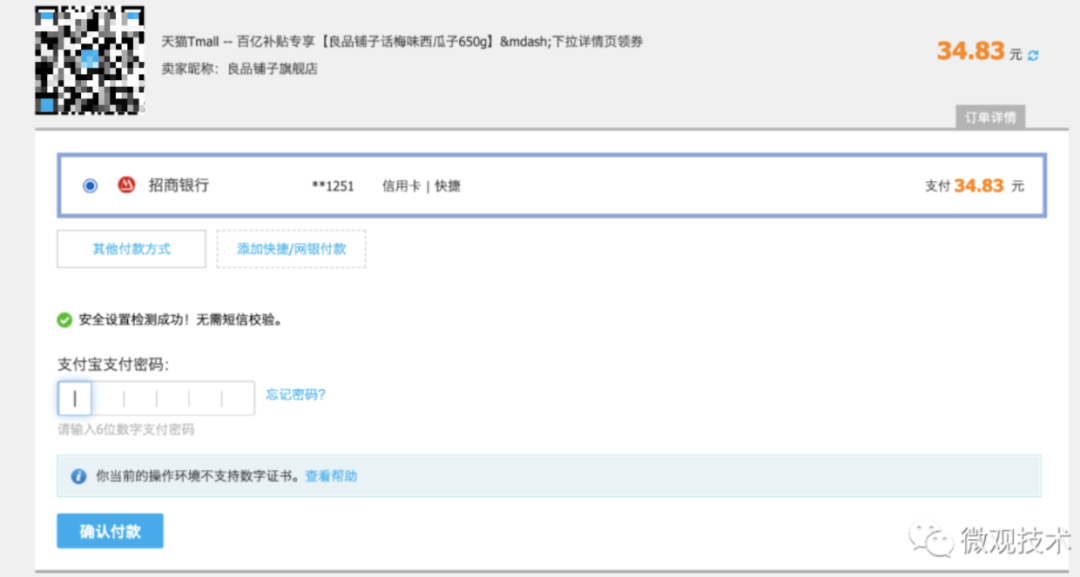 天猫Tmall -- 百亿补贴专享【良品铺子话梅味西瓜子650g】&mdash;下拉详情页领券
34.83 元
卖家昵称：良品铺子旗舰店
订单详情
招商银行 **1251 信用卡 | 快捷 支付 34.83 元
其他付款方式 添加快捷/网银付款
安全设置检测成功！无需短信校验。
支付宝支付密码：
忘记密码?
请输入6位数字支付密码
你当前的操作环境不支持数字证书。查看帮助
确认付款
微观技术